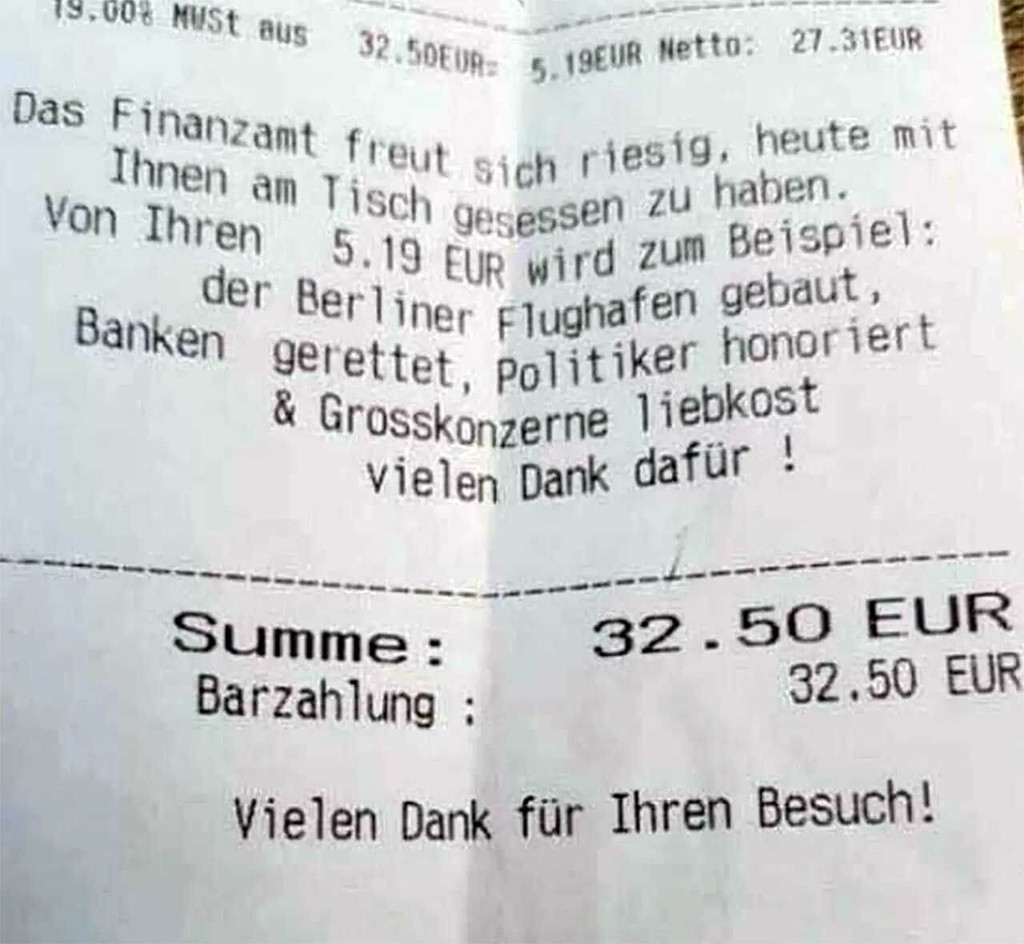 19.00% MWSt aus 32.50EUR= 5.19EUR Netto: 27.31EUR
Das Finanzamt freut sich riesig, heute mit
Ihnen am Tisch gesessen zu haben.
Von Ihren 5.19 EUR wird zum Beispiel:
der Berliner Flughafen gebaut,
Banken gerettet, Politiker honoriert
& Grosskonzerne liebkost
vielen Dank dafür !
Summe: 32.50 EUR
Barzahlung : 32.50 EUR
Vielen Dank für Ihren Besuch!